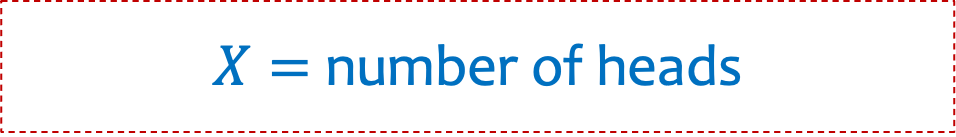 X = number of heads